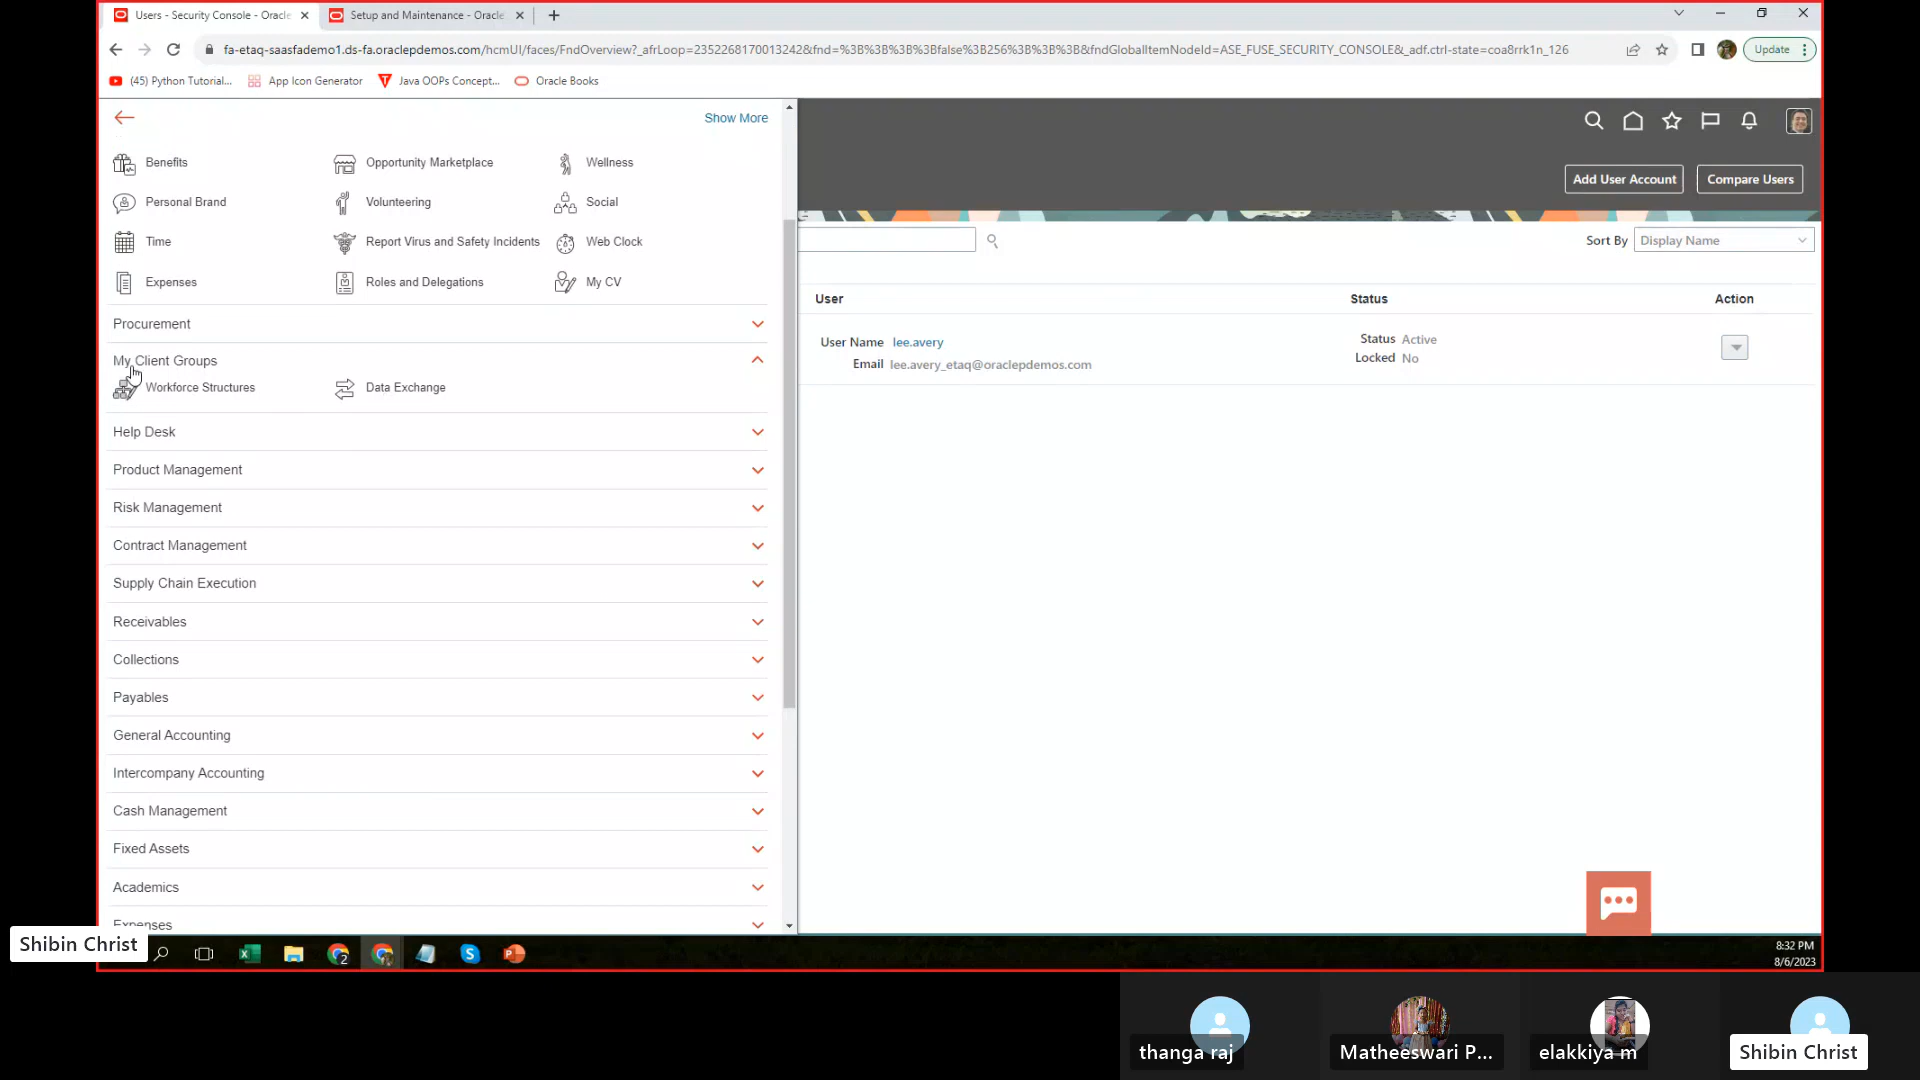 Users - Security Console - Oracle
Setup and Maintenance - Oracle
fa-etaq-saasfademo1.ds-fa.oraclepdemos.com/hcmUI/faces/FndOverview?_afrLoop=2352268170013242&fnd=%3B%3B%3B%3Bfalse%3B256%3B%3B%3B&fndGlobalItemNodeId=ASE_FUSE_SECURITY_CONSOLE&_adf.ctrl-state=coa8rrk1n_126
Update
(45) Python Tutorial...
App Icon Generator
Java OOPs Concept...
Oracle Books
Show More
Benefits
Opportunity Marketplace
Wellness
Personal Brand
Volunteering
Social
Time
Report Virus and Safety Incidents
Web Clock
Expenses
Roles and Delegations
My CV
Procurement
My Client Groups
Workforce Structures
Data Exchange
Help Desk
Product Management
Risk Management
Contract Management
Supply Chain Execution
Receivables
Collections
Payables
General Accounting
Intercompany Accounting
Cash Management
Fixed Assets
Academics
Expenses
Add User Account
Compare Users
Sort By
Display Name
User
Status
Action
User Name lee.avery
Email lee.avery_etaq@oraclepdemos.com
Status Active
Locked No
2
8:32 PM
8/6/2023
Shibin Christ
thanga raj
Matheeswari P...
elakkiya m
Shibin Christ